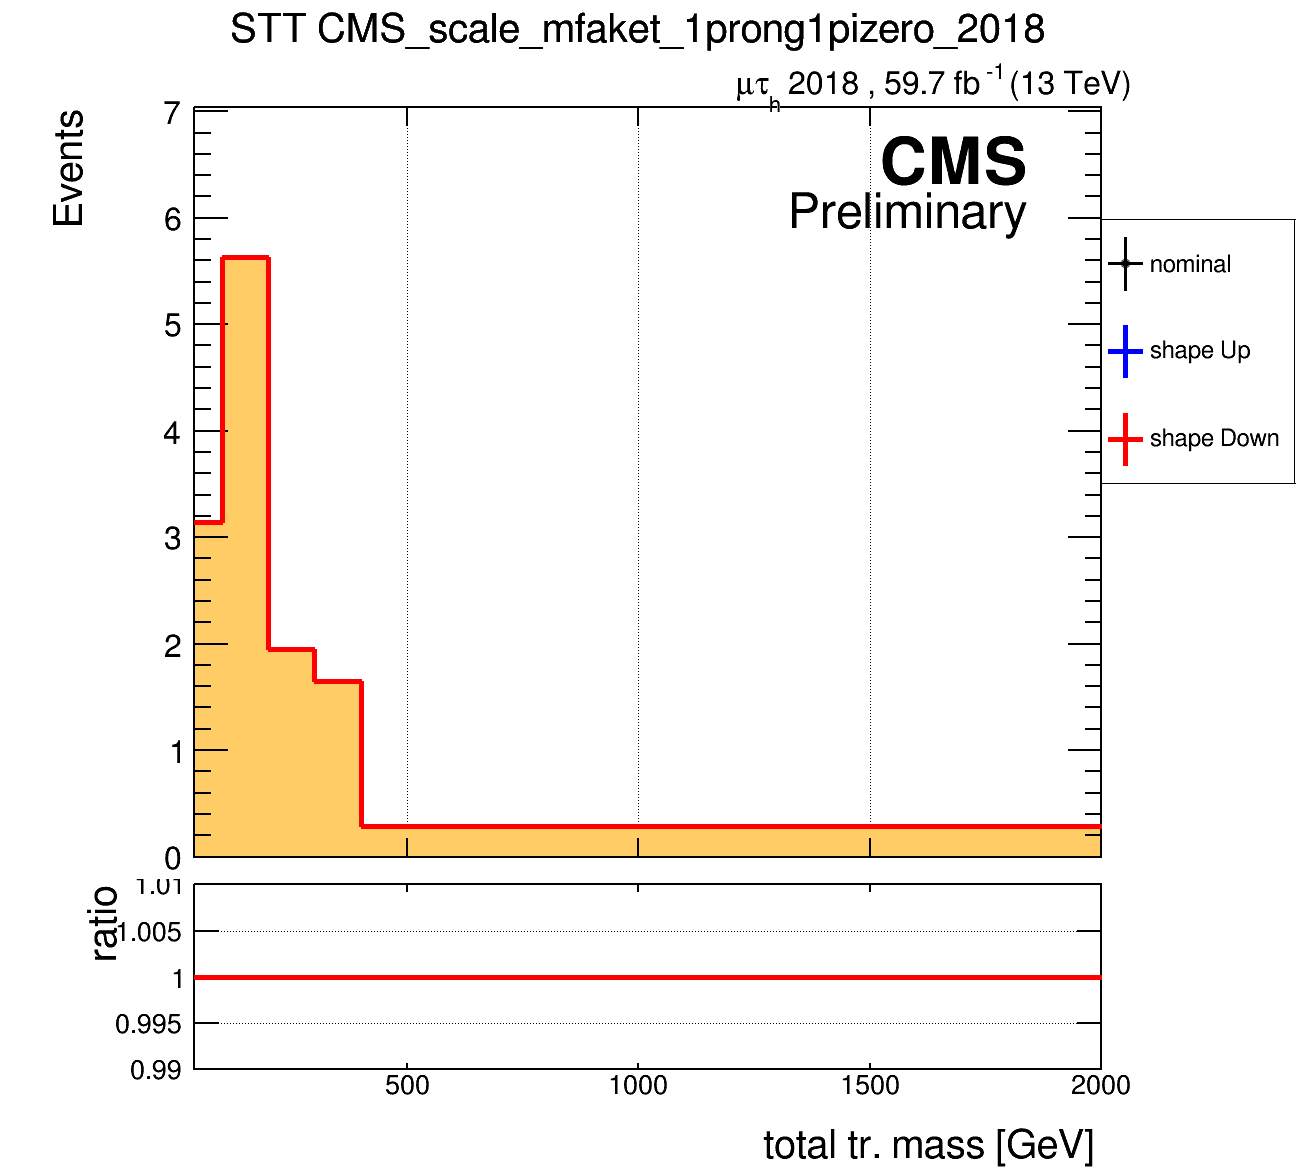 STT CMS_scale_mfaket_1prong1pizero_2018
μτh 2018 , 59.7 fb-1 (13 TeV)
Events
7
6
5
4
3
2
1
0
CMS
Preliminary
nominal
shape Up
shape Down
ratio
1.01
1.005
1
0.995
0.99
500 1000 1500 2000
total tr. mass [GeV]